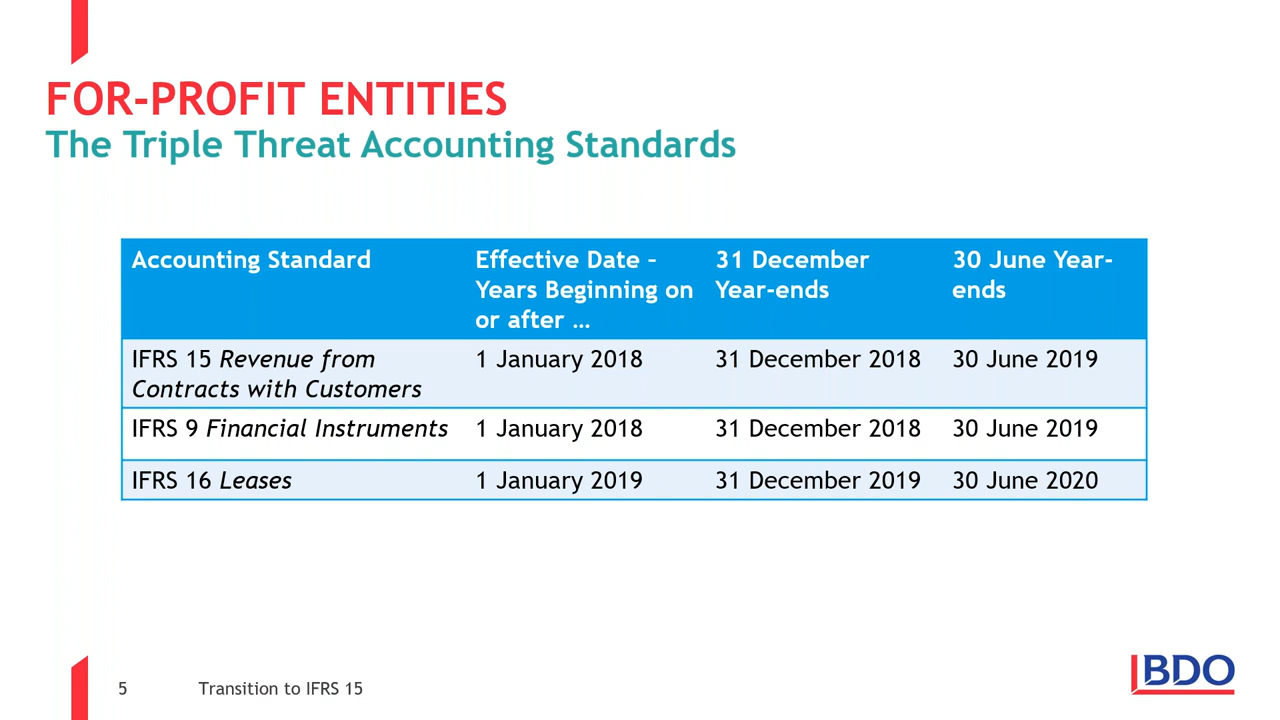 FOR-PROFIT ENTITIES
The Triple Threat Accounting Standards
Accounting Standard
Effective Date –
Years Beginning on
or after …
31 December
Year-ends
30 June Year-
ends
IFRS 15 Revenue from
Contracts with Customers
1 January 2018
31 December 2018
30 June 2019
IFRS 9 Financial Instruments
1 January 2018
31 December 2018
30 June 2019
IFRS 16 Leases
1 January 2019
31 December 2019
30 June 2020
5
Transition to IFRS 15
BDO